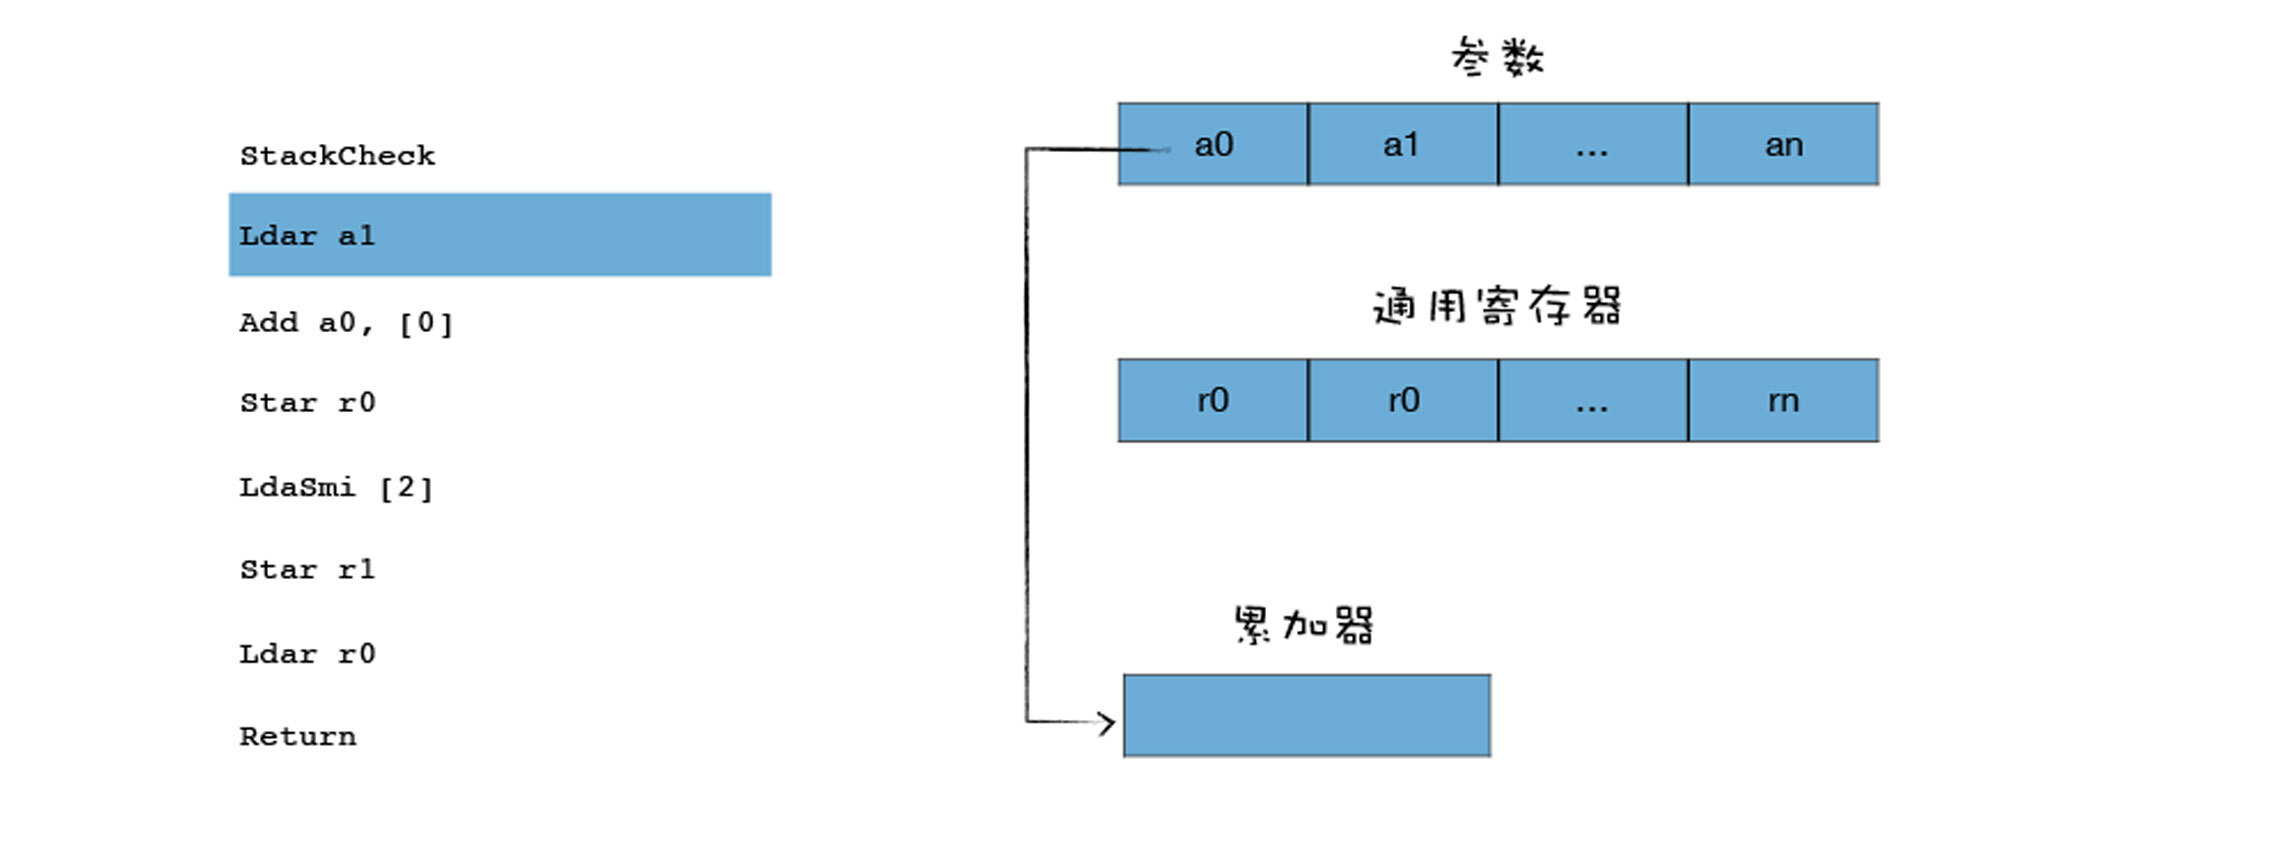 StackCheck
Ldar a1
Add a0, [0]
Star r0
LdaSmi [2]
Star r1
Ldar r0
Return
参数
a0 a1 ... an
通用寄存器
r0 r0 ... rn
累加器